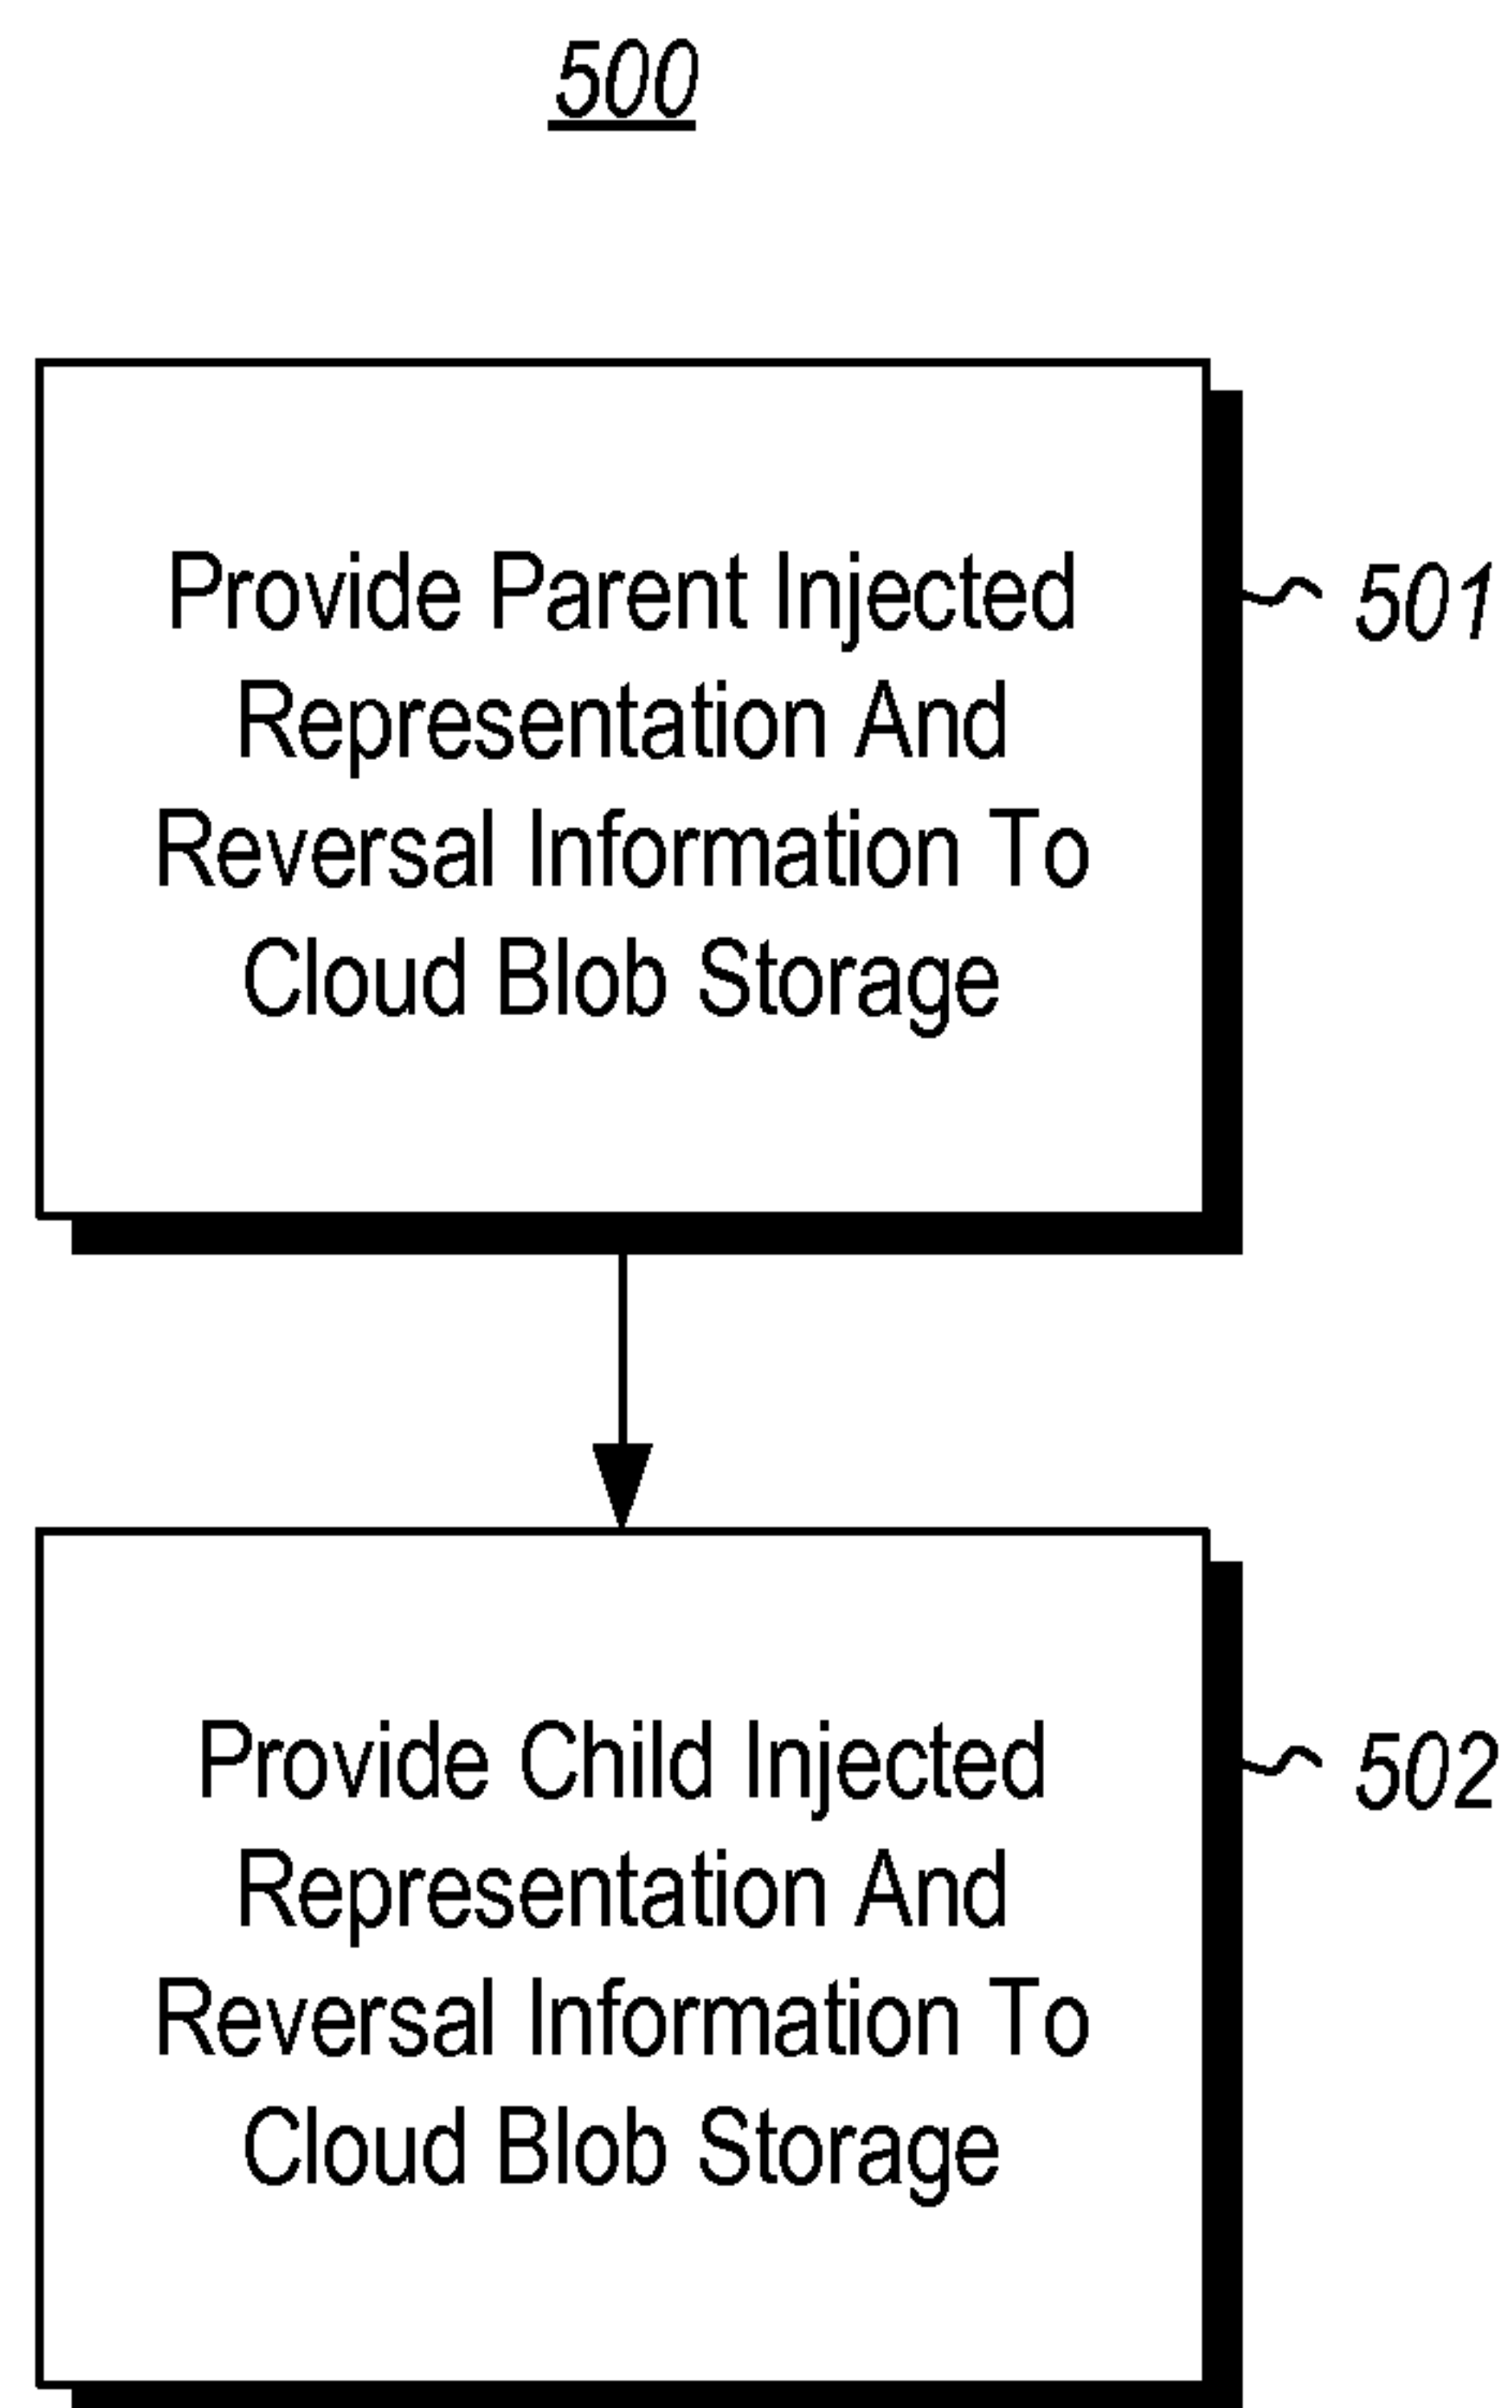 500
Provide Parent Injected
Representation And
Reversal Information To
Cloud Blob Storage
501
Provide Child Injected
Representation And
Reversal Information To
Cloud Blob Storage
502